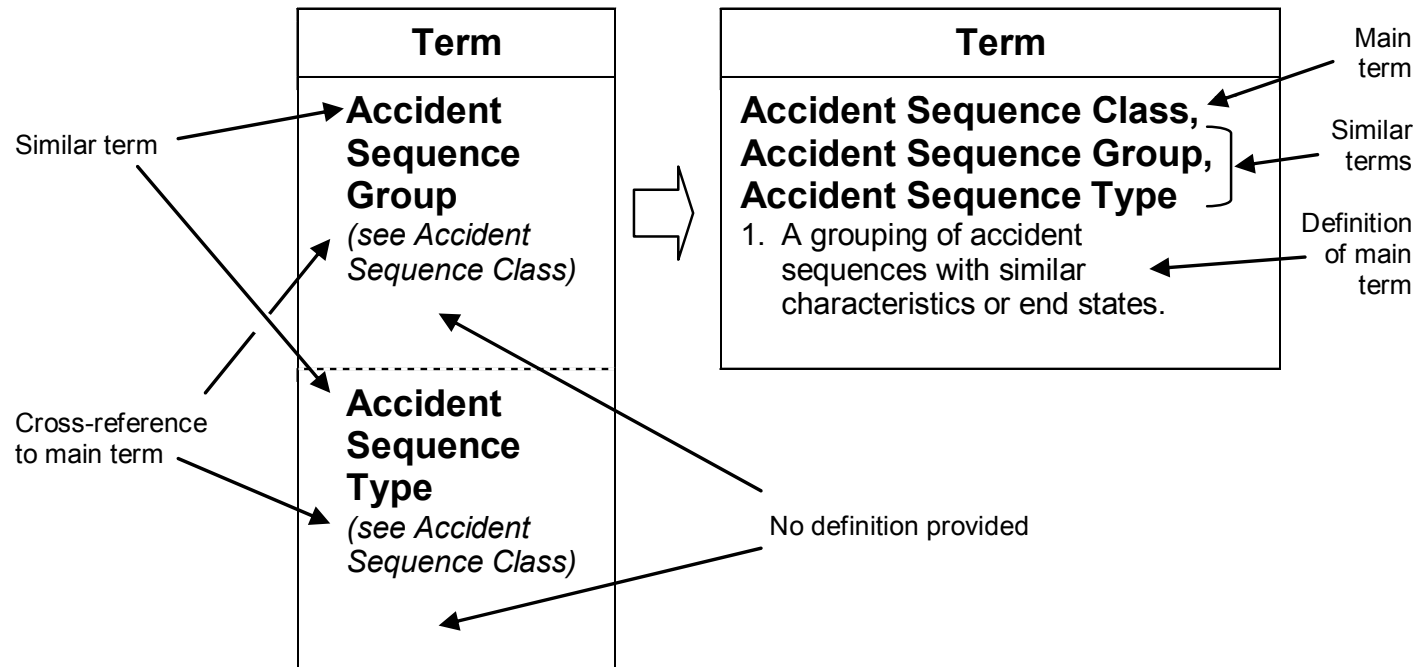 Similar term
Cross-reference
to main term
Term
Accident
Sequence
Group
(see Accident
Sequence Class)
Accident
Sequence
Type
(see Accident
Sequence Class)
No definition provided
Term
Accident Sequence Class,
Accident Sequence Group,
Accident Sequence Type
1. A grouping of accident
sequences with similar
characteristics or end states.
Main
term
Similar
terms
Definition
of main
term